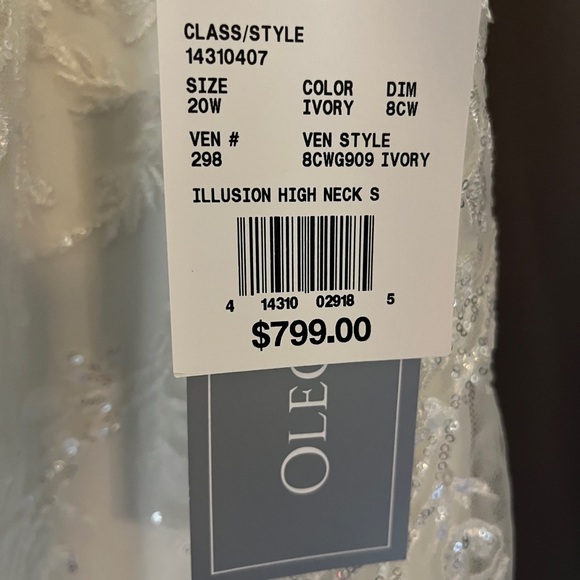 CLASS/STYLE
14310407
SIZE COLOR DIM
20W IVORY 8CW
VEN # VEN STYLE
298 8CWG909 IVORY
ILLUSION HIGH NECK S
4 14310 02918 5
$799.00
OLEG